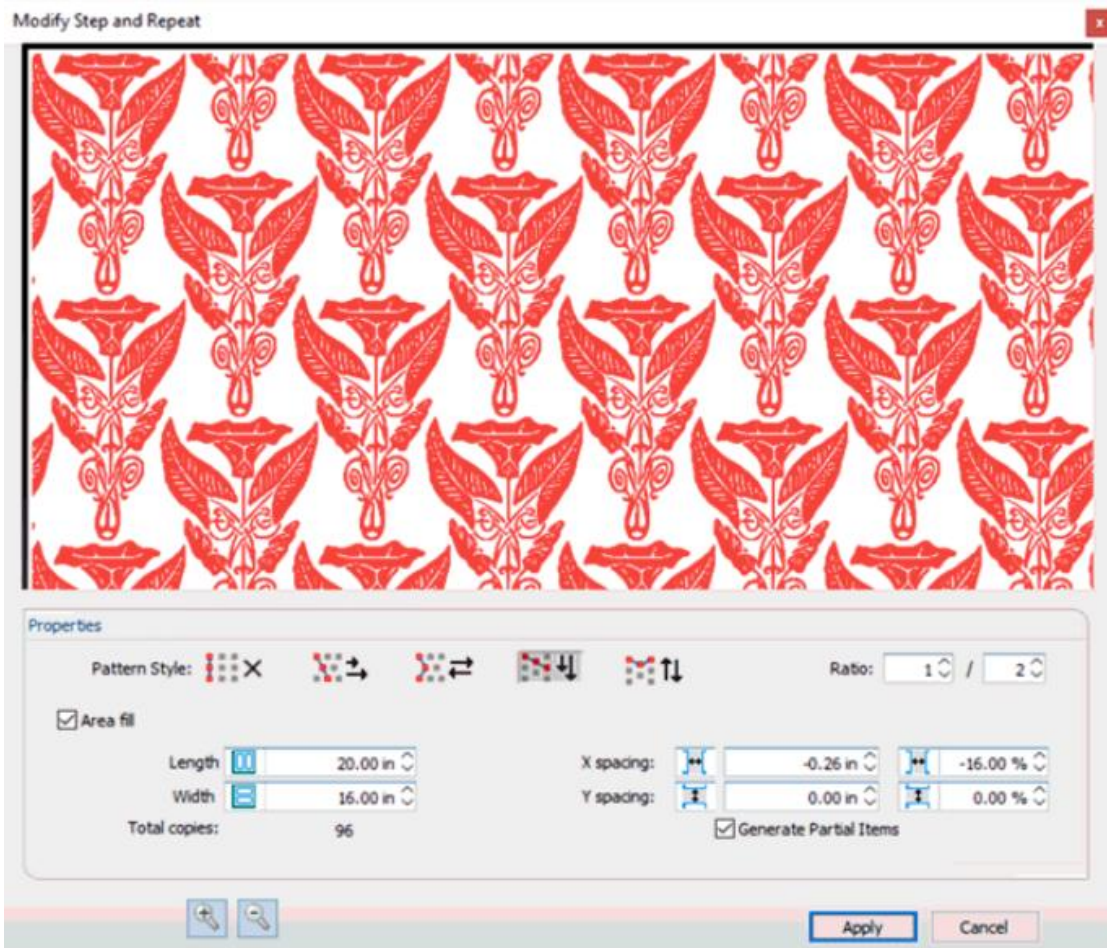 Modify Step and Repeat
x
Properties
Pattern Style: Ratio: 1 / 2
Area fill
Length 20.00 in X spacing: -0.26 in -16.00 %
Width 16.00 in Y spacing: 0.00 in 0.00 %
Total copies: 96 Generate Partial Items
Apply Cancel